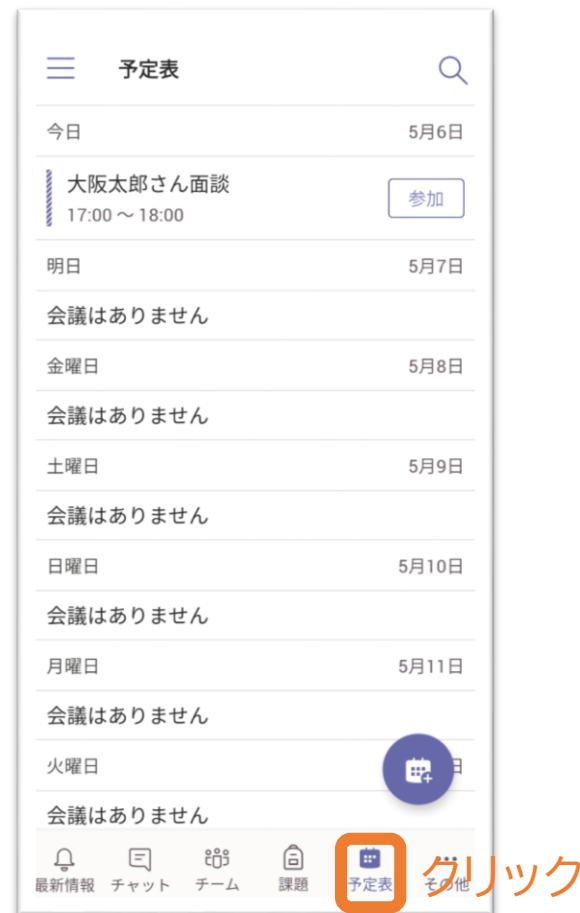 予定表
今日 5月6日
大阪太郎さん面談
17:00 ～ 18:00
参加
明日 5月7日
会議はありません
金曜日 5月8日
会議はありません
土曜日 5月9日
会議はありません
日曜日 5月10日
会議はありません
月曜日 5月11日
会議はありません
火曜日 日
会議はありません
最新情報 チャット チーム 課題 予定表 その他
クリック